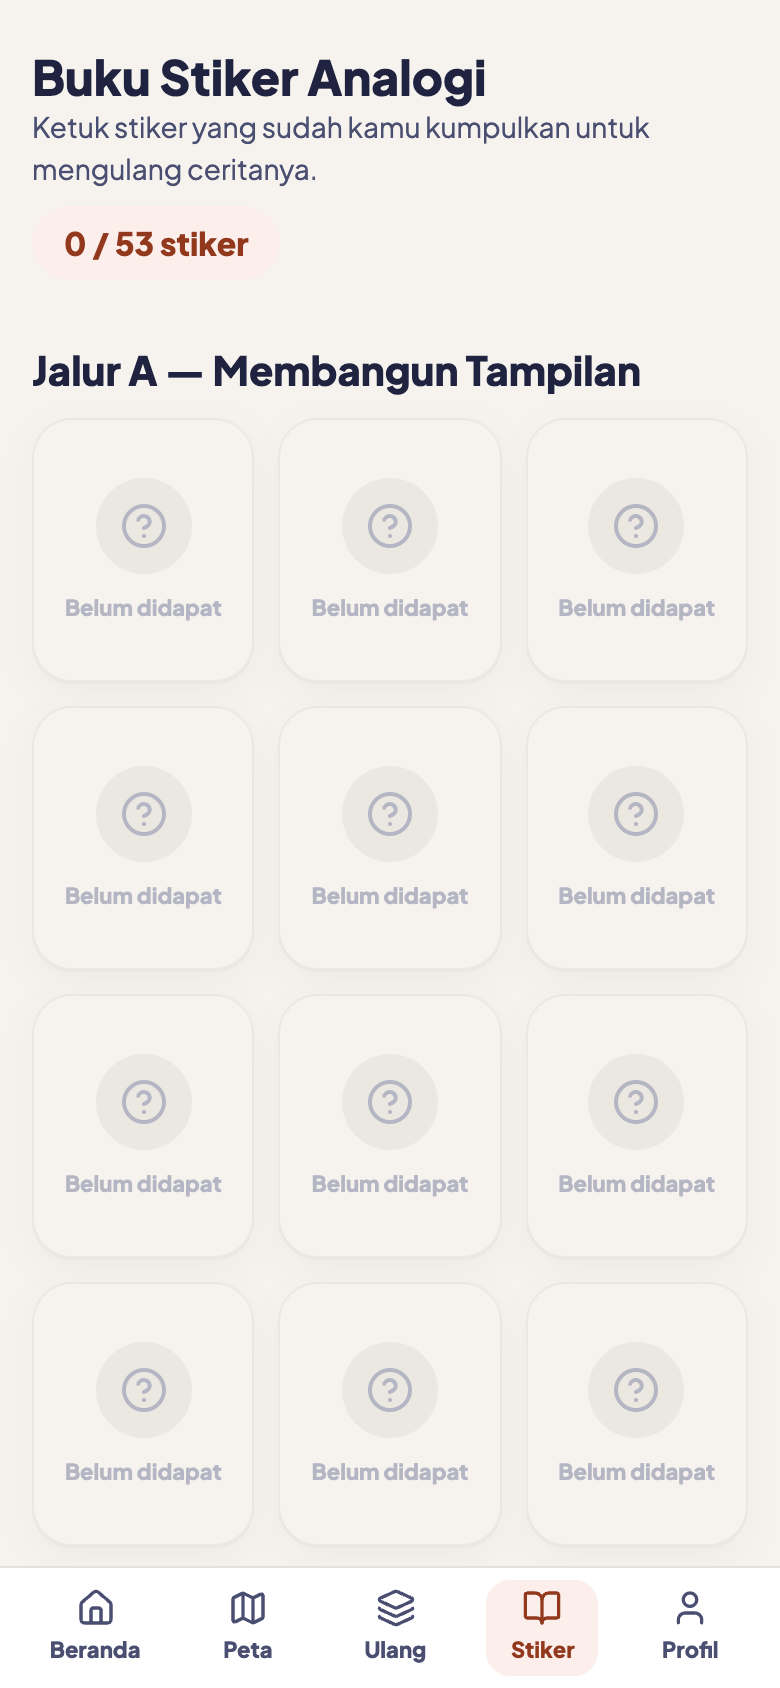 Buku Stiker Analogi
Ketuk stiker yang sudah kamu kumpulkan untuk
mengulang ceritanya.
0 / 53 stiker
Jalur A — Membangun Tampilan
Belum didapat
Belum didapat
Belum didapat
Belum didapat
Belum didapat
Belum didapat
Belum didapat
Belum didapat
Belum didapat
Belum didapat
Belum didapat
Belum didapat
Beranda
Peta
Ulang
Stiker
Profil